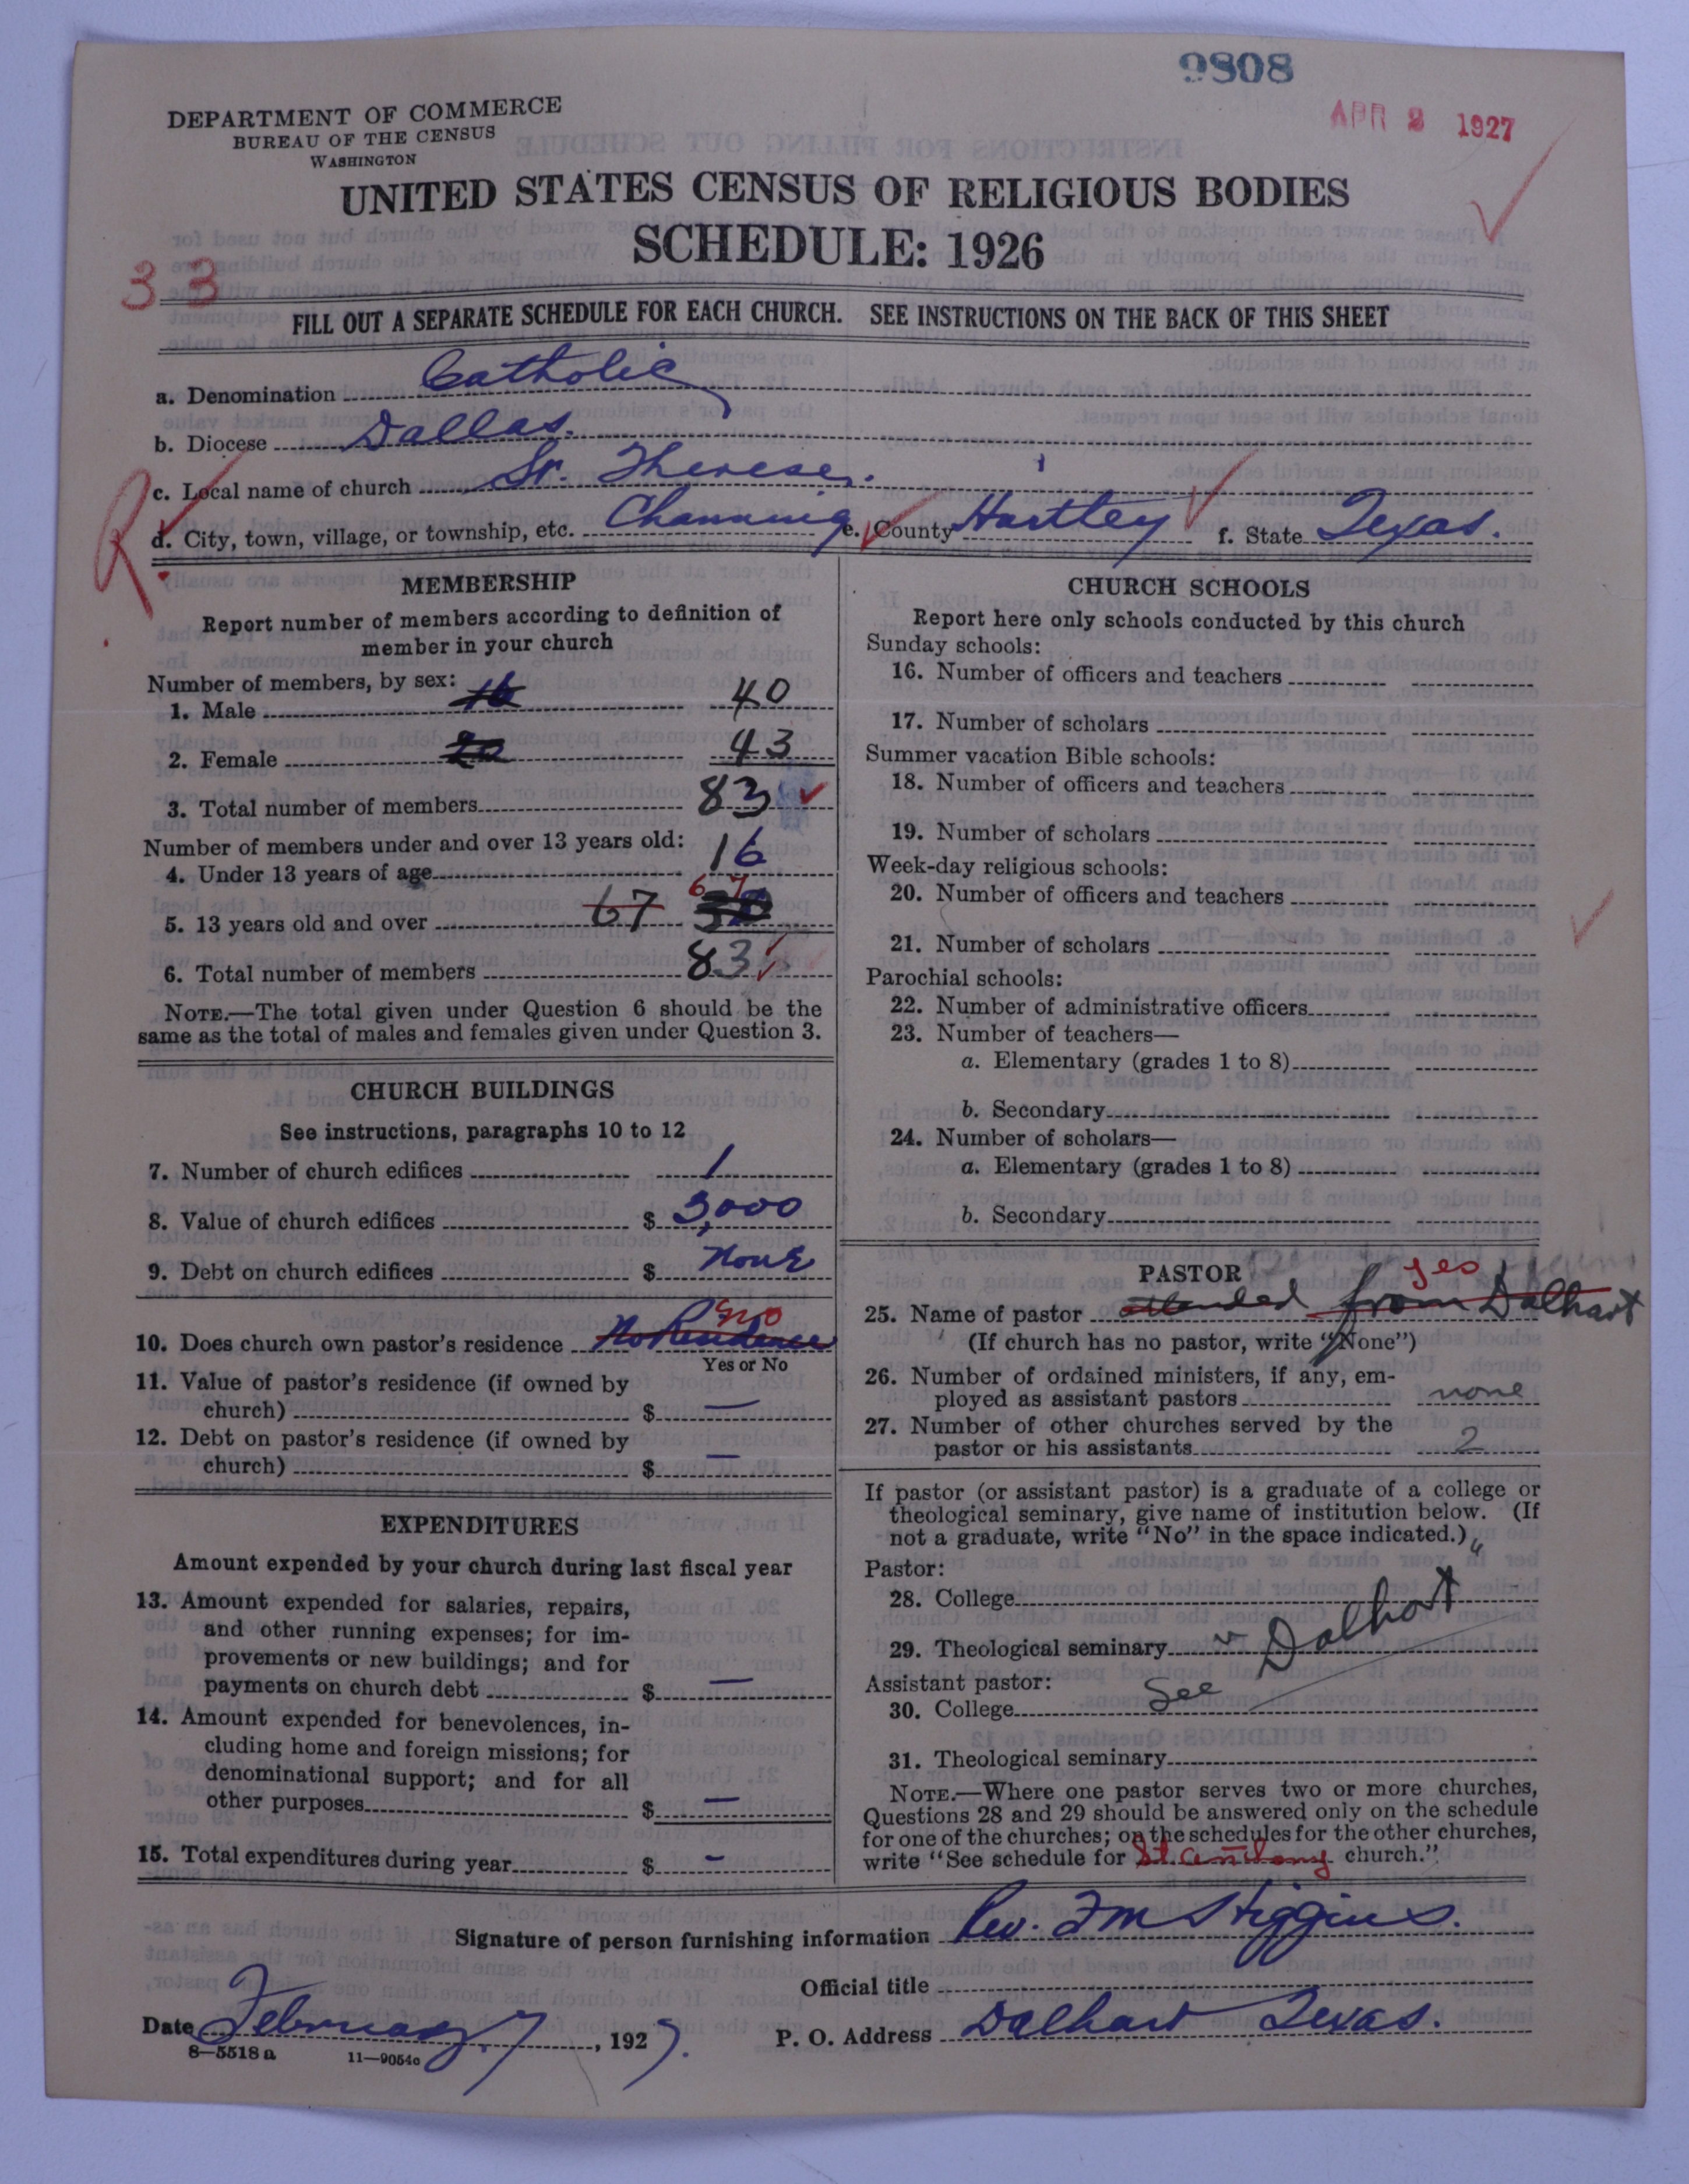 9808
APR 2 1927
DEPARTMENT OF COMMERCE
BUREAU OF THE CENSUS
WASHINGTON
UNITED STATES CENSUS OF RELIGIOUS BODIES
SCHEDULE: 1926
33
FILL OUT A SEPARATE SCHEDULE FOR EACH CHURCH. SEE INSTRUCTIONS ON THE BACK OF THIS SHEET
a. Denomination Catholic
b. Diocese Dallas.
c. Local name of church St. Therese.
d. City, town, village, or township, etc. Channing e. County Hartley f. State Texas.
R
MEMBERSHIP
Report number of members according to definition of
member in your church
Number of members, by sex:
1. Male 16 40
2. Female 43
3. Total number of members 83
Number of members under and over 13 years old:
4. Under 13 years of age 16
5. 13 years old and over 67 67
6. Total number of members 83
NOTE.—The total given under Question 6 should be the
same as the total of males and females given under Question 3.
CHURCH BUILDINGS
See instructions, paragraphs 10 to 12
7. Number of church edifices 1
8. Value of church edifices $ 3,000
9. Debt on church edifices $ None
10. Does church own pastor's residence No Residence no
Yes or No
11. Value of pastor's residence (if owned by
church) $ —
12. Debt on pastor's residence (if owned by
church) $ —
EXPENDITURES
Amount expended by your church during last fiscal year
13. Amount expended for salaries, repairs,
and other running expenses; for im-
provements or new buildings; and for
payments on church debt $ —
14. Amount expended for benevolences, in-
cluding home and foreign missions; for
denominational support; and for all
other purposes $ —
15. Total expenditures during year $ -
CHURCH SCHOOLS
Report here only schools conducted by this church
Sunday schools:
16. Number of officers and teachers
17. Number of scholars
Summer vacation Bible schools:
18. Number of officers and teachers
19. Number of scholars
Week-day religious schools:
20. Number of officers and teachers
21. Number of scholars
Parochial schools:
22. Number of administrative officers
23. Number of teachers—
a. Elementary (grades 1 to 8)
b. Secondary
24. Number of scholars—
a. Elementary (grades 1 to 8)
b. Secondary
PASTOR
yes
25. Name of pastor attended from Dalhart
(If church has no pastor, write "None")
26. Number of ordained ministers, if any, em-
ployed as assistant pastors none
27. Number of other churches served by the
pastor or his assistants 2
If pastor (or assistant pastor) is a graduate of a college or
theological seminary, give name of institution below. (If
not a graduate, write "No" in the space indicated.)
Pastor:
28. College
29. Theological seminary Dalhart
Assistant pastor:
30. College See
31. Theological seminary
NOTE.—Where one pastor serves two or more churches,
Questions 28 and 29 should be answered only on the schedule
for one of the churches; on the schedules for the other churches,
write "See schedule for St. Anthony church."
Signature of person furnishing information Rev. F M Higgins.
Official title
Date February 7, 1927. P. O. Address Dalhart Texas.
8—5518 a 11—9054a